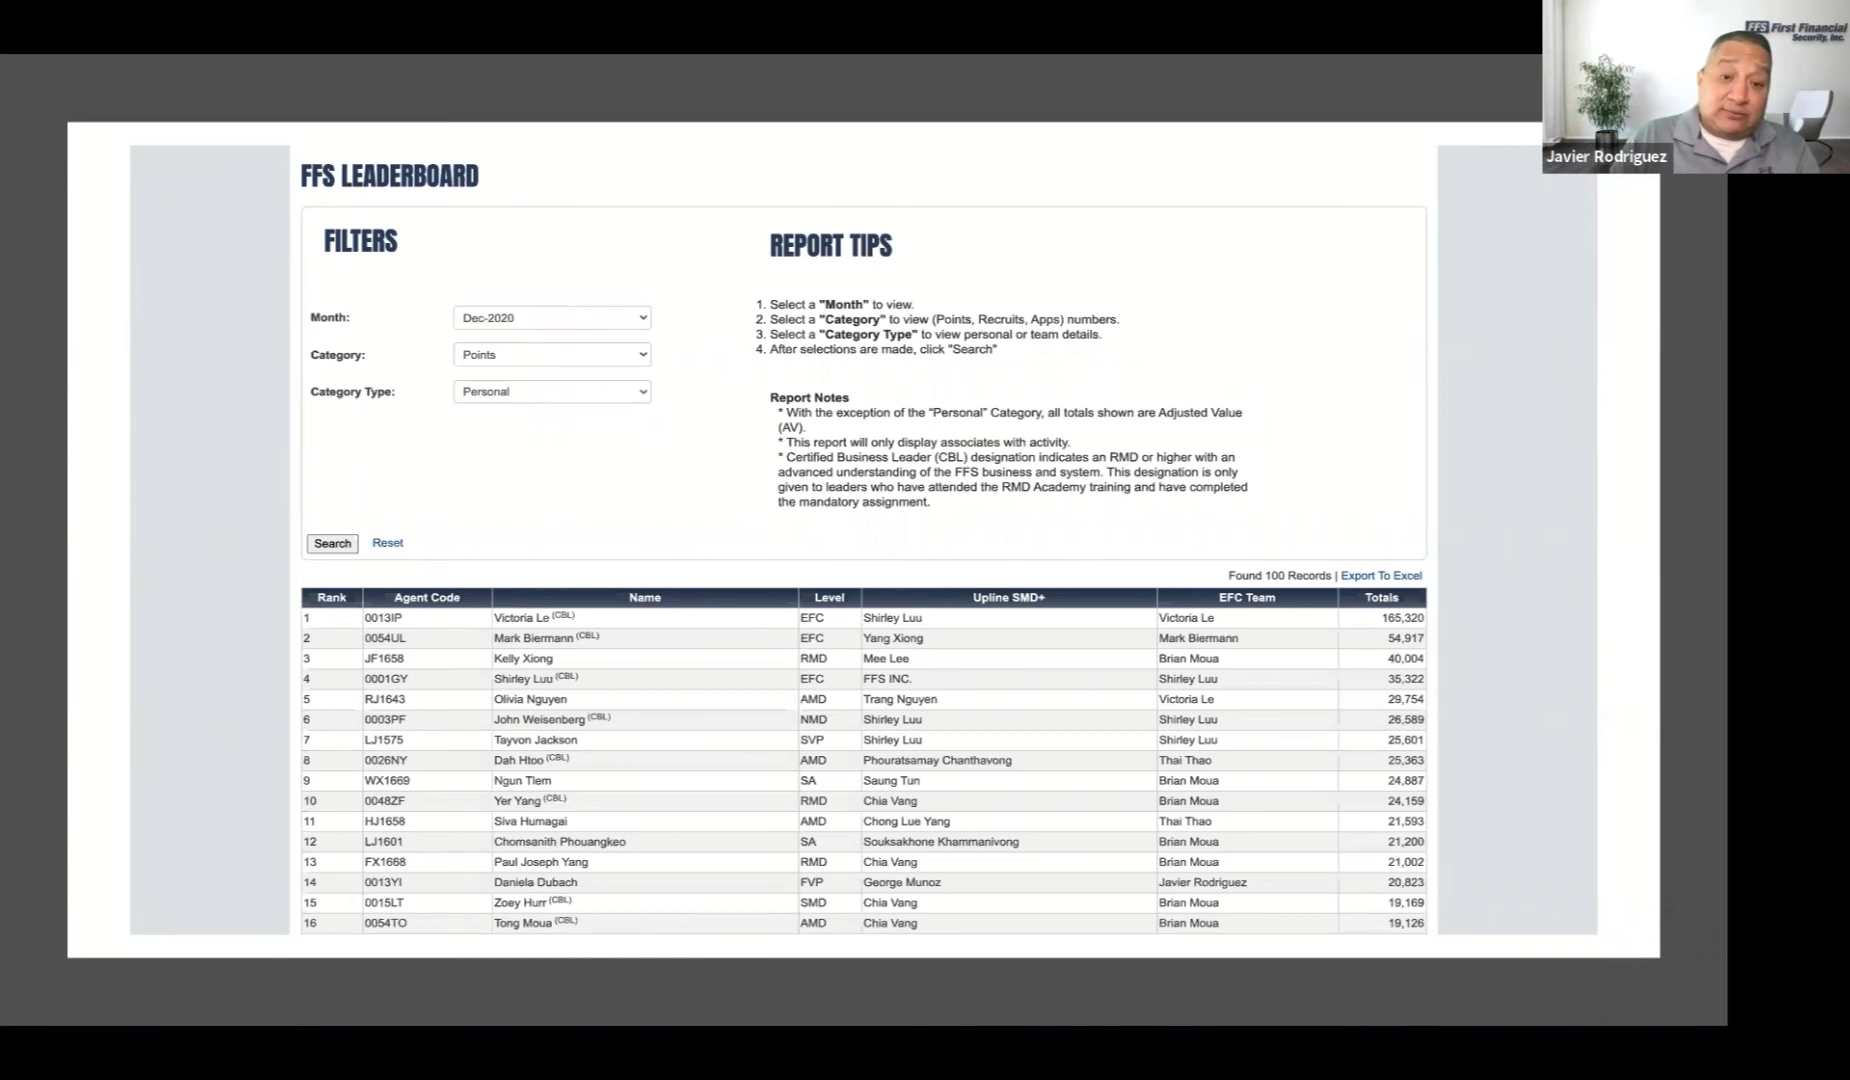 FFS First Financial
Security, Inc.
Javier Rodriguez
FFS LEADERBOARD
FILTERS
Month: Dec-2020
Category: Points
Category Type: Personal
Search Reset
REPORT TIPS
1. Select a "Month" to view.
2. Select a "Category" to view (Points, Recruits, Apps) numbers.
3. Select a "Category Type" to view personal or team details.
4. After selections are made, click "Search"
Report Notes
* With the exception of the “Personal” Category, all totals shown are Adjusted Value
(AV).
* This report will only display associates with activity.
* Certified Business Leader (CBL) designation indicates an RMD or higher with an
advanced understanding of the FFS business and system. This designation is only
given to leaders who have attended the RMD Academy training and have completed
the mandatory assignment.
Found 100 Records | Export To Excel
Rank Agent Code Name Level Upline SMD+ EFC Team Totals
1 0013IP Victoria Le (CBL) EFC Shirley Luu Victoria Le 165,320
2 0054UL Mark Biermann (CBL) EFC Yang Xiong Mark Biermann 54,917
3 JF1658 Kelly Xiong RMD Mee Lee Brian Moua 40,004
4 0001GY Shirley Luu (CBL) EFC FFS INC. Shirley Luu 35,322
5 RJ1643 Olivia Nguyen AMD Trang Nguyen Victoria Le 29,754
6 0003PF John Weisenberg (CBL) NMD Shirley Luu Shirley Luu 26,589
7 LJ1575 Tayvon Jackson SVP Shirley Luu Shirley Luu 25,601
8 0026NY Dah Htoo (CBL) AMD Phouratsamay Chanthavong Thai Thao 25,363
9 WX1669 Ngun Tlem SA Saung Tun Brian Moua 24,887
10 0048ZF Yer Yang (CBL) RMD Chia Vang Brian Moua 24,159
11 HJ1658 Siva Humagai AMD Chong Lue Yang Thai Thao 21,593
12 LJ1601 Chomsanith Phouangkeo SA Souksakhone Khammanivong Brian Moua 21,200
13 FX1668 Paul Joseph Yang RMD Chia Vang Brian Moua 21,002
14 0013YI Daniela Dubach FVP George Munoz Javier Rodriguez 20,823
15 0015LT Zoey Hurr (CBL) SMD Chia Vang Brian Moua 19,169
16 0054TO Tong Moua (CBL) AMD Chia Vang Brian Moua 19,126